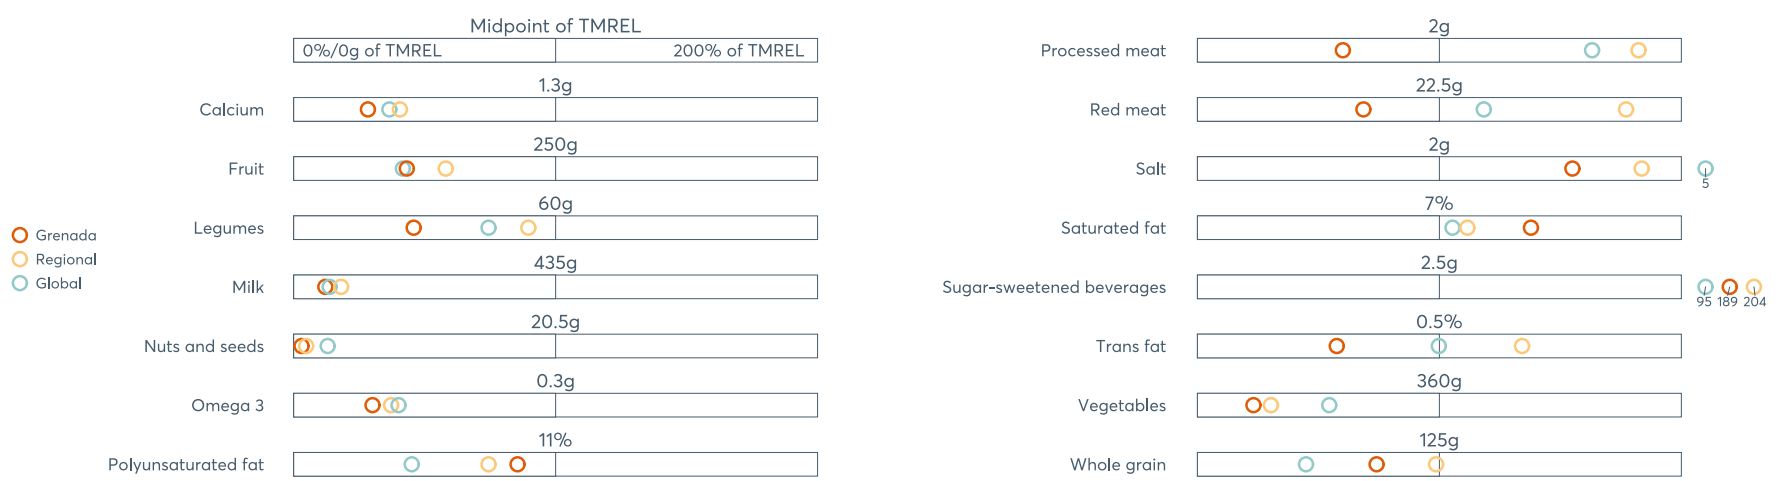 Midpoint of TMREL
0%/0g of TMREL 200% of TMREL
Calcium 1.3g
Fruit 250g
Legumes 60g
Milk 435g
Nuts and seeds 20.5g
Omega 3 0.3g
Polyunsaturated fat 11%
Grenada
Regional
Global
Processed meat 2g
Red meat 22.5g
Salt 2g
5
Saturated fat 7%
Sugar-sweetened beverages 2.5g
95 189 204
Trans fat 0.5%
Vegetables 360g
Whole grain 125g